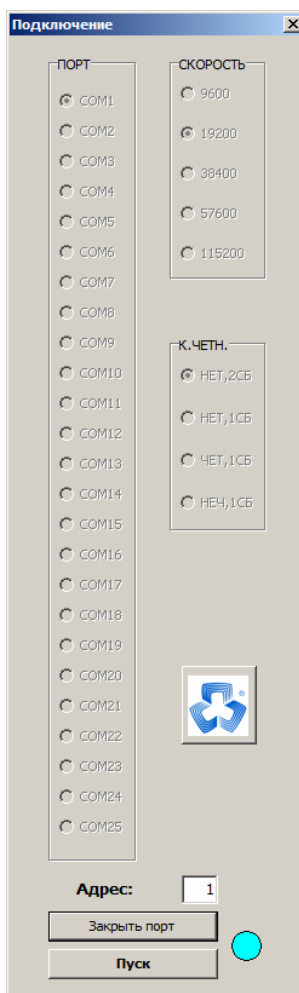 Подключение
ПОРТ
COM1
COM2
COM3
COM4
COM5
COM6
COM7
COM8
COM9
COM10
COM11
COM12
COM13
COM14
COM15
COM16
COM17
COM18
COM19
COM20
COM21
COM22
COM23
COM24
COM25
СКОРОСТЬ
9600
19200
38400
57600
115200
К.ЧЕТН.
НЕТ,2СБ
НЕТ,1СБ
ЧЕТ,1СБ
НЕЧ,1СБ
Адрес: 1
Закрыть порт
Пуск